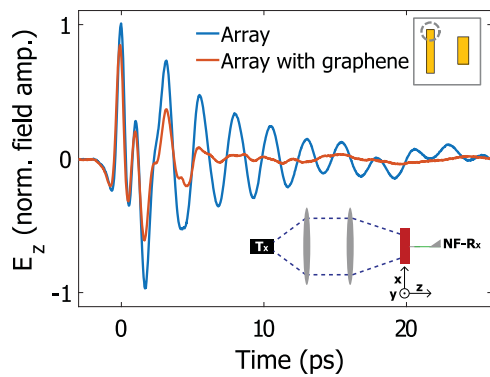 1
0
-1
E_z (norm. field amp.)
Array
Array with graphene
Tx
NF-Rx
x
y
z
0
10
20
Time (ps)